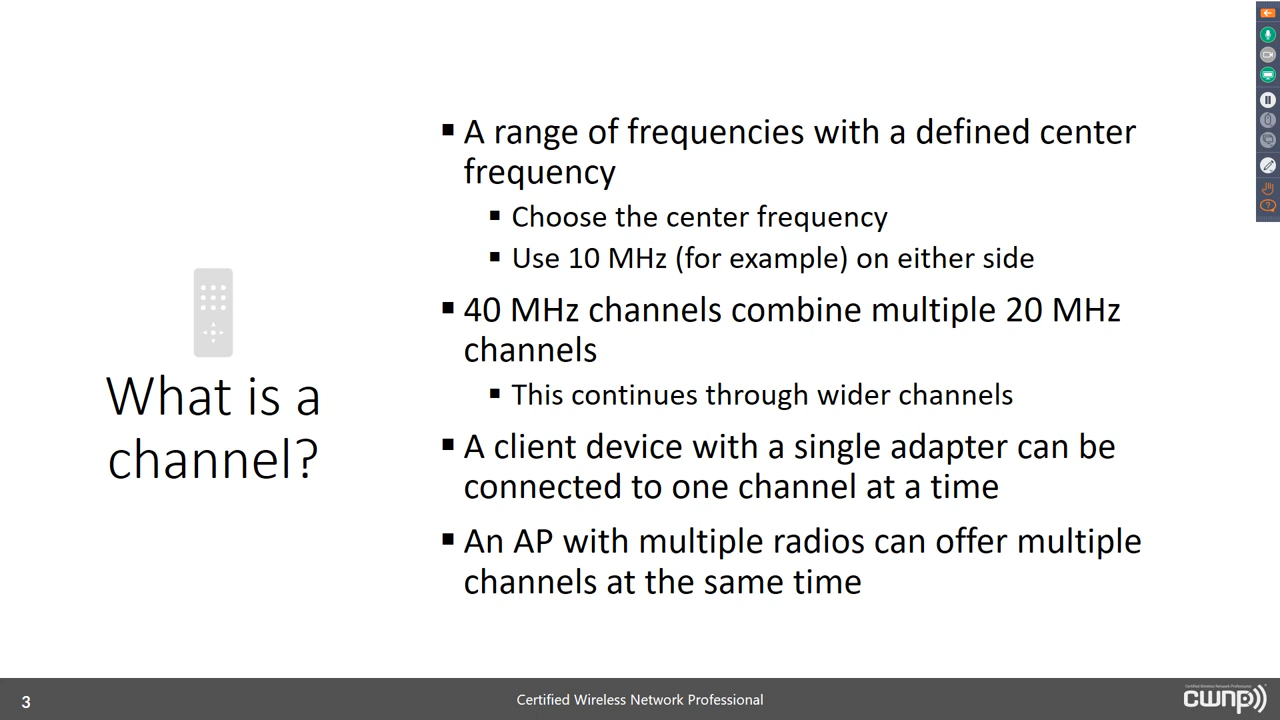 What is a
channel?
▪ A range of frequencies with a defined center
frequency
▪ Choose the center frequency
▪ Use 10 MHz (for example) on either side
▪ 40 MHz channels combine multiple 20 MHz
channels
▪ This continues through wider channels
▪ A client device with a single adapter can be
connected to one channel at a time
▪ An AP with multiple radios can offer multiple
channels at the same time
3
Certified Wireless Network Professional
cwnp